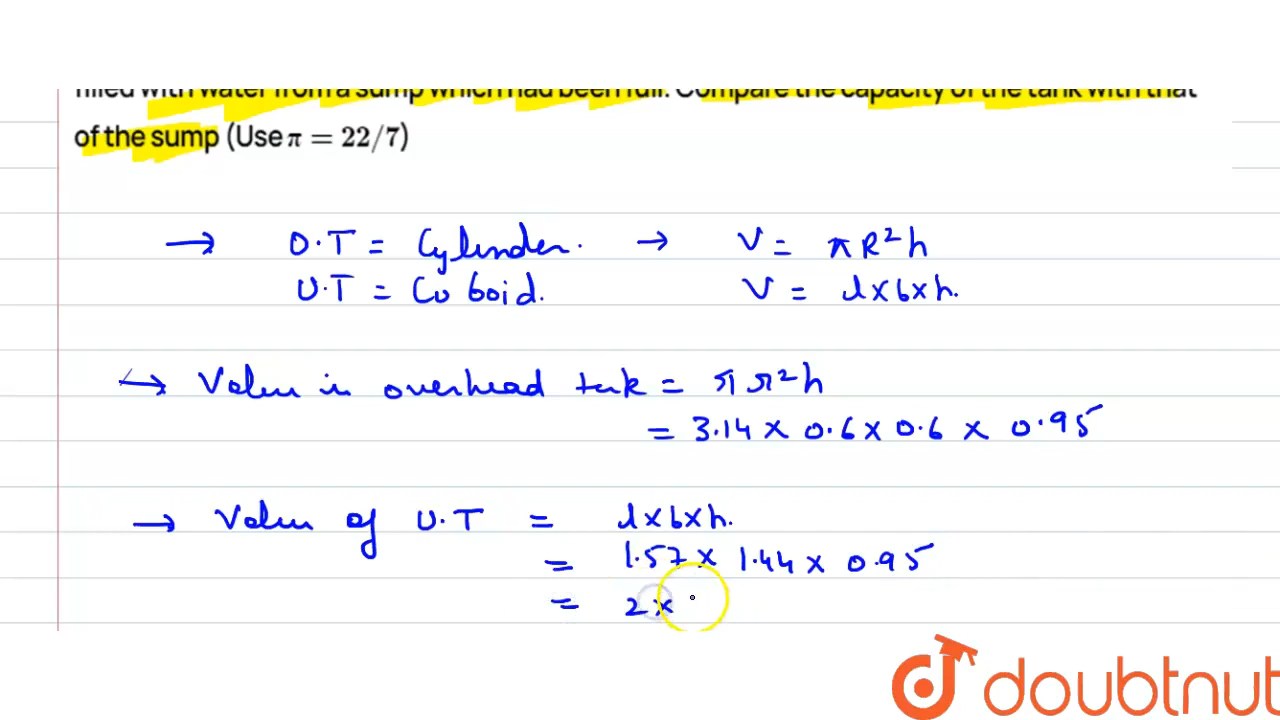 filled with water from a sump which had been full. Compare the capacity of the tank with that
of the sump (Use π = 22/7)
→ O.T = Cylinder. → V = πR²h
U.T = Cuboid. V = l×b×h.
↪ Volum in overhead tank = πr²h
= 3.14 × 0.6 × 0.6 × 0.95
→ Volum of U.T = l×b×h.
= 1.57 × 1.44 × 0.95
= 2×
doubtnut